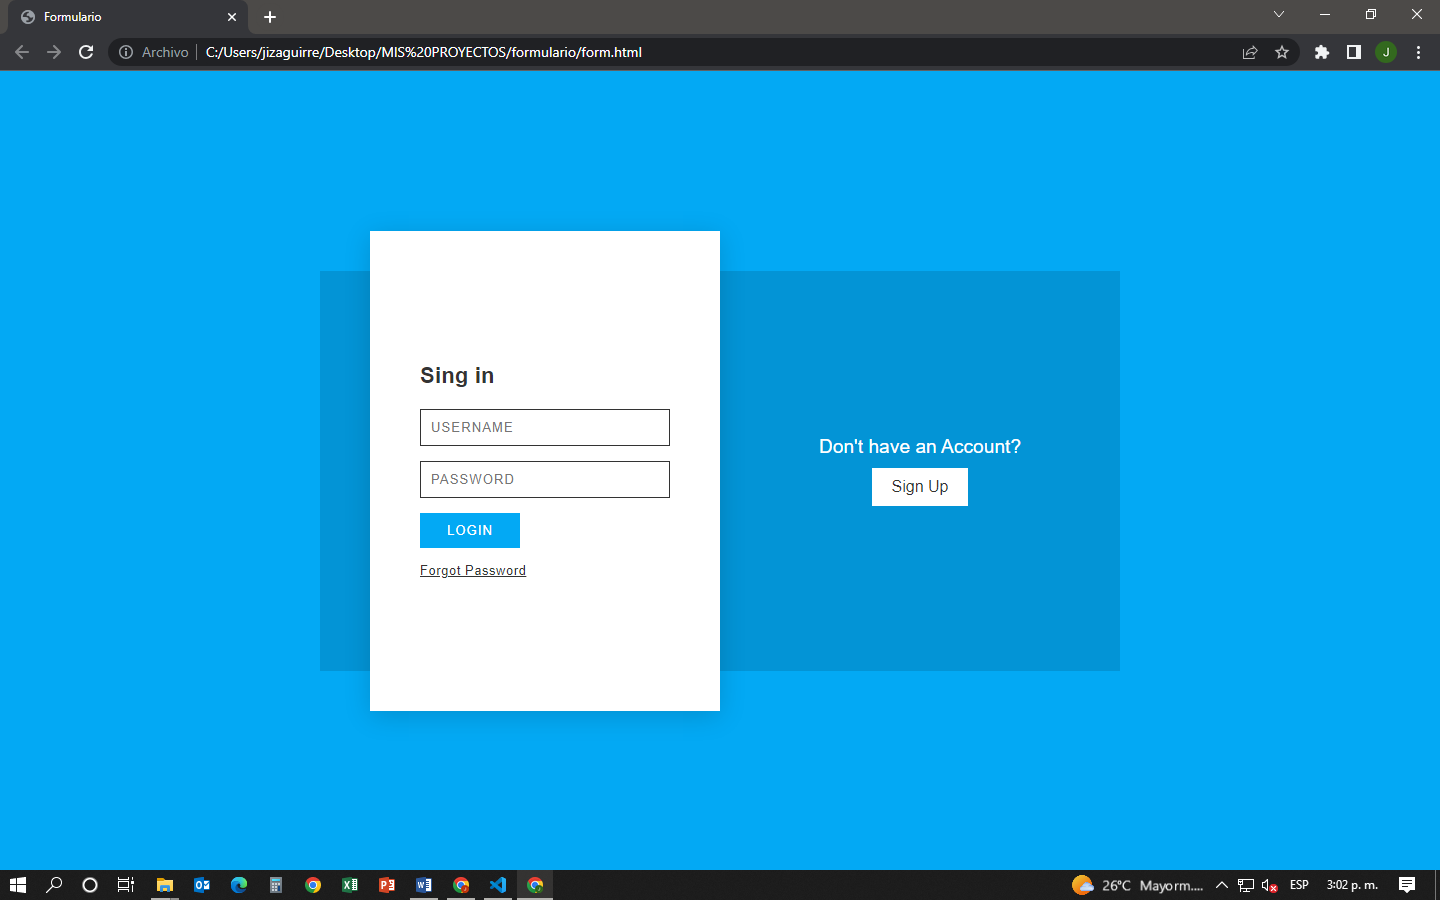 Formulario
Archivo
C:/Users/jizaguirre/Desktop/MIS%20PROYECTOS/formulario/form.html
J
Sing in
USERNAME
PASSWORD
LOGIN
Forgot Password
Don't have an Account?
Sign Up
26°C Mayorm....
ESP
3:02 p. m.